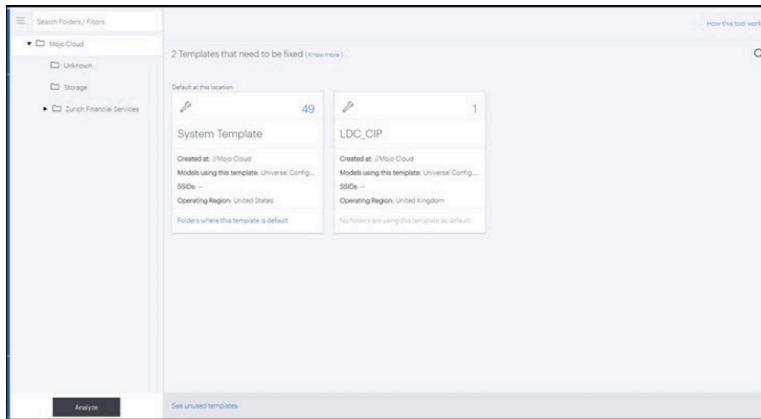 Search Folders / Floors
How this tool work
Mojo Cloud
Unknown
Storage
Zurich Financial Services
2 Templates that need to be fixed (Know more)
Default at this location
49
System Template
Created at: //Mojo Cloud
Models using this template: Universal Config...
SSIDs: --
Operating Region: United States
Folders where this template is default
1
LDC_CIP
Created at: //Mojo Cloud
Models using this template: Universal Config...
SSIDs: --
Operating Region: United Kingdom
No folders are using this template as default
Analyze
See unused templates